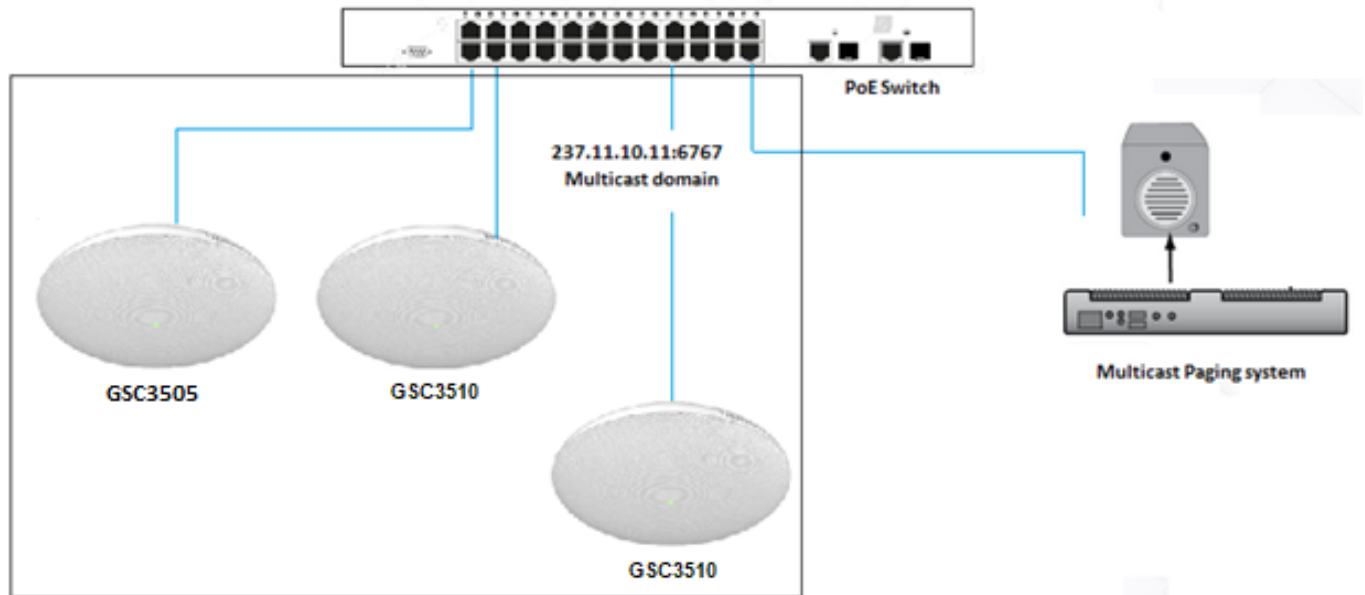 PoE Switch
237.11.10.11:6767
Multicast domain
GSC3505
GSC3510
Multicast Paging system
GSC3510